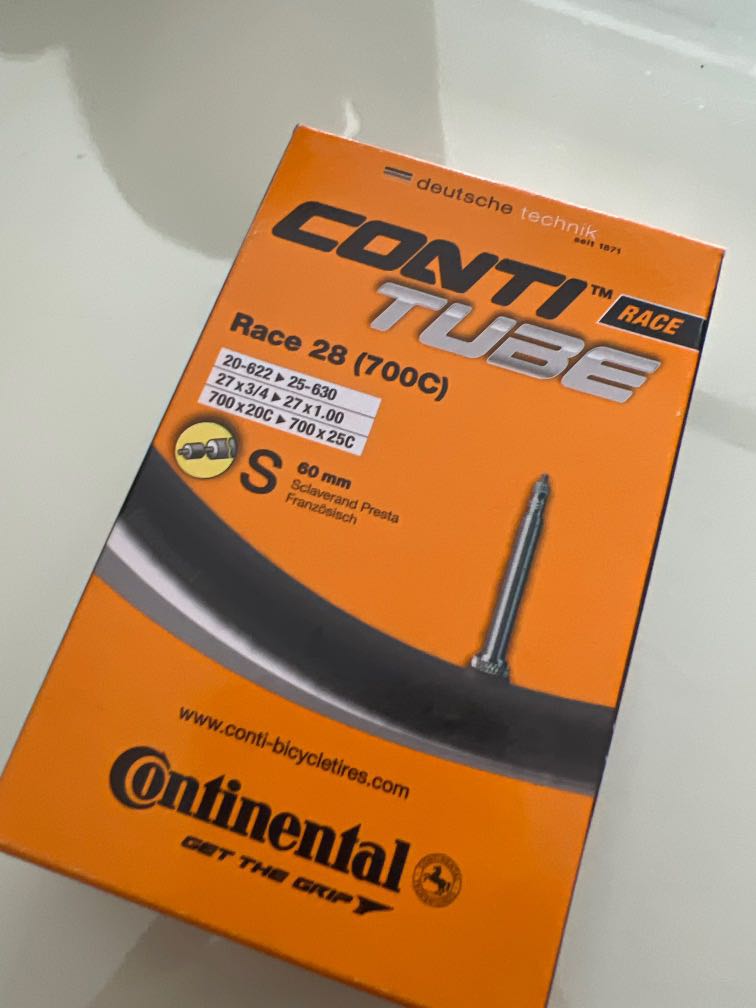 deutsche technik
seit 1871
CONTI™
TUBE
RACE
Race 28 (700C)
20-622 ▸ 25-630
27 x 3/4 ▸ 27 x 1.00
700 x 20C ▸ 700 x 25C
S
60 mm
Sclaverand Presta
Französisch
www.conti-bicycletires.com
Continental
GET THE GRIP